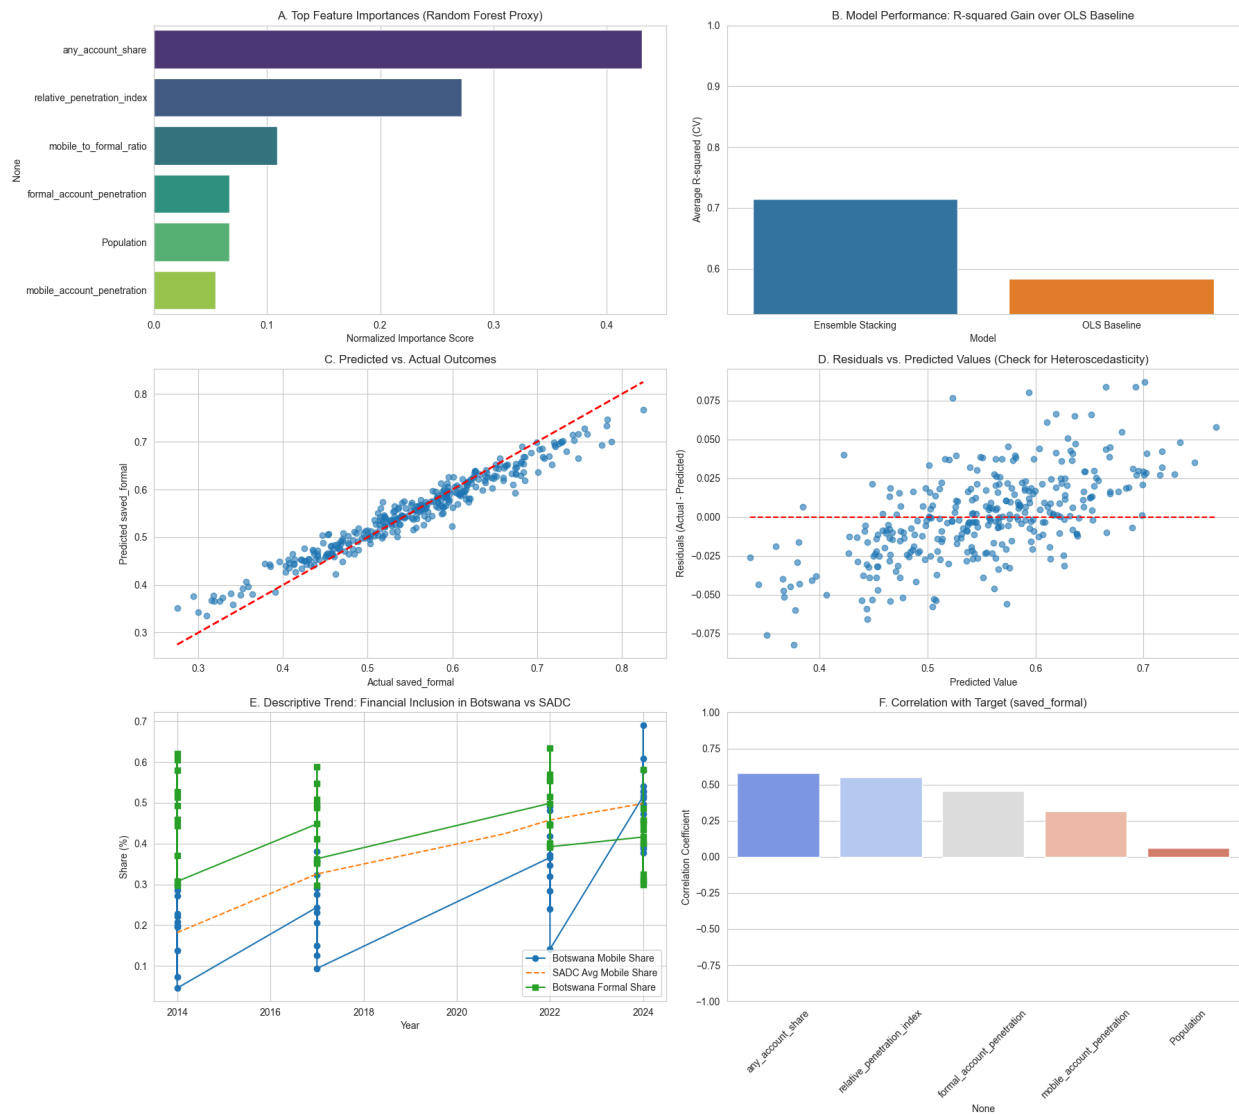 A. Top Feature Importances (Random Forest Proxy)
None
any_account_share
relative_penetration_index
mobile_to_formal_ratio
formal_account_penetration
Population
mobile_account_penetration
0.0 0.1 0.2 0.3 0.4
Normalized Importance Score
B. Model Performance: R-squared Gain over OLS Baseline
Average R-squared (CV)
1.0
0.9
0.8
0.7
0.6
Ensemble Stacking OLS Baseline
Model
C. Predicted vs. Actual Outcomes
Predicted saved_formal
0.8
0.7
0.6
0.5
0.4
0.3
0.3 0.4 0.5 0.6 0.7 0.8
Actual saved_formal
D. Residuals vs. Predicted Values (Check for Heteroscedasticity)
Residuals (Actual - Predicted)
0.075
0.050
0.025
0.000
−0.025
−0.050
−0.075
0.4 0.5 0.6 0.7
Predicted Value
E. Descriptive Trend: Financial Inclusion in Botswana vs SADC
Share (%)
0.7
0.6
0.5
0.4
0.3
0.2
0.1
Botswana Mobile Share
SADC Avg Mobile Share
Botswana Formal Share
2014 2016 2018 2020 2022 2024
Year
F. Correlation with Target (saved_formal)
Correlation Coefficient
1.00
0.75
0.50
0.25
0.00
−0.25
−0.50
−0.75
−1.00
any_account_share
relative_penetration_index
formal_account_penetration
mobile_account_penetration
Population
None